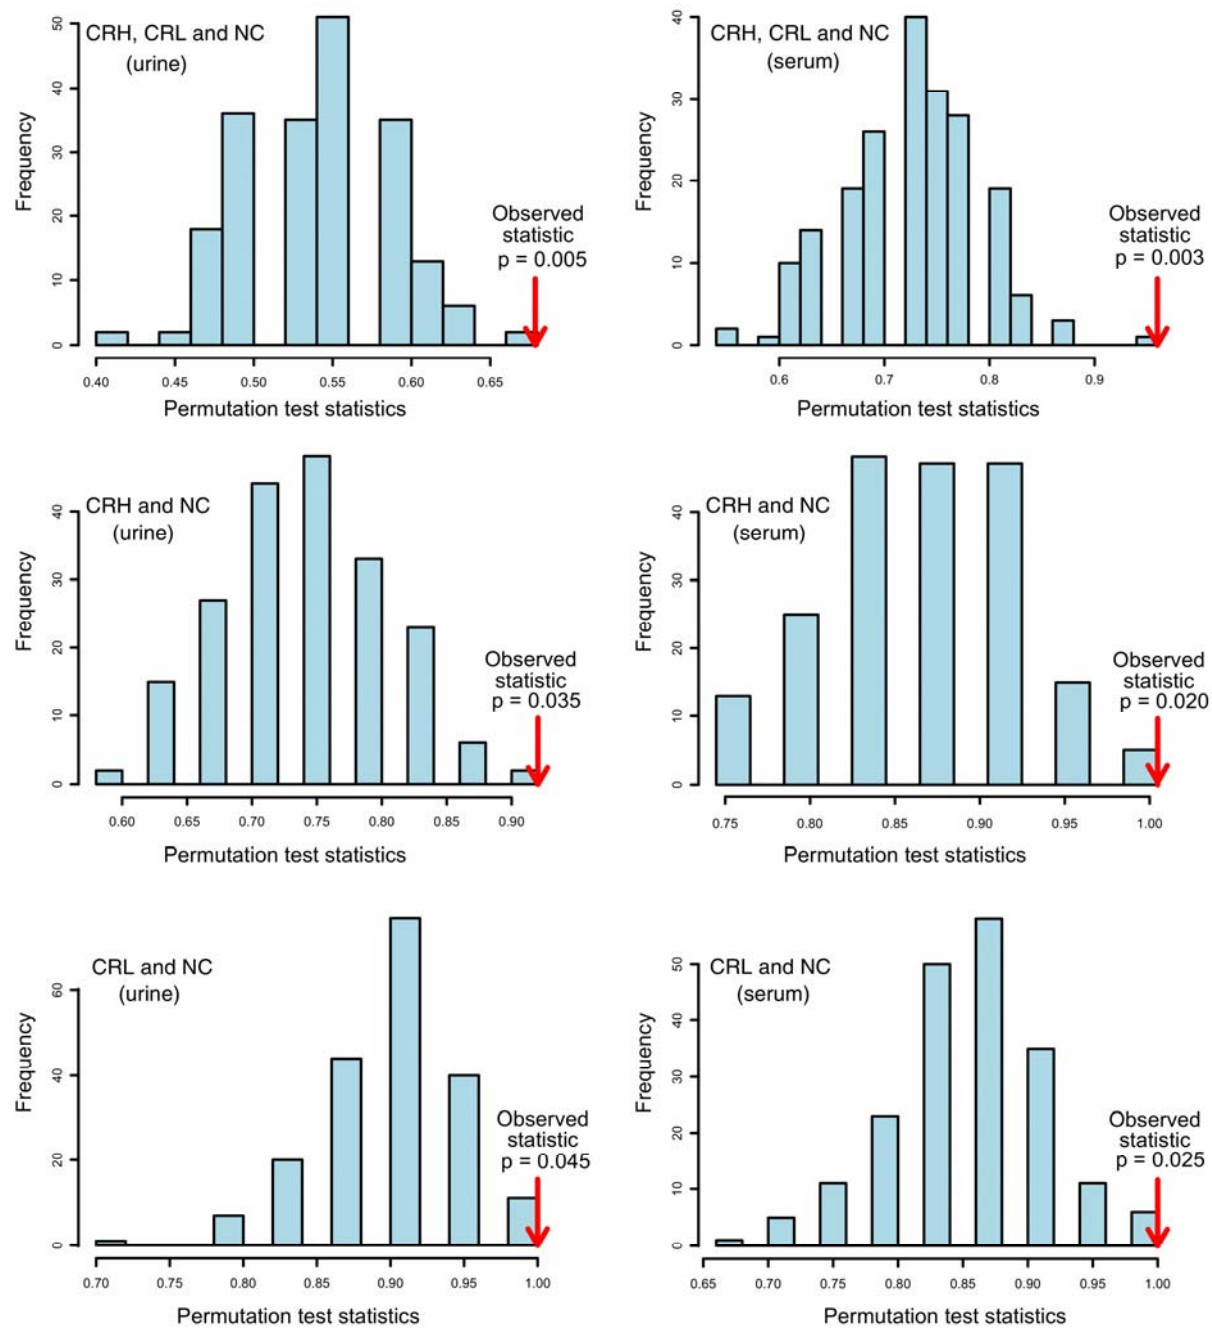 CRH, CRL and NC
(urine)
Frequency
0
10
20
30
40
50
Observed
statistic
p = 0.005
0.40 0.45 0.50 0.55 0.60 0.65
Permutation test statistics
CRH, CRL and NC
(serum)
Frequency
0
10
20
30
40
Observed
statistic
p = 0.003
0.6 0.7 0.8 0.9
Permutation test statistics
CRH and NC
(urine)
Frequency
0
10
20
30
40
Observed
statistic
p = 0.035
0.60 0.65 0.70 0.75 0.80 0.85 0.90
Permutation test statistics
CRH and NC
(serum)
Frequency
0
10
20
30
40
Observed
statistic
p = 0.020
0.75 0.80 0.85 0.90 0.95 1.00
Permutation test statistics
CRL and NC
(urine)
Frequency
0
20
40
60
Observed
statistic
p = 0.045
0.70 0.75 0.80 0.85 0.90 0.95 1.00
Permutation test statistics
CRL and NC
(serum)
Frequency
0
10
20
30
40
50
Observed
statistic
p = 0.025
0.65 0.70 0.75 0.80 0.85 0.90 0.95 1.00
Permutation test statistics